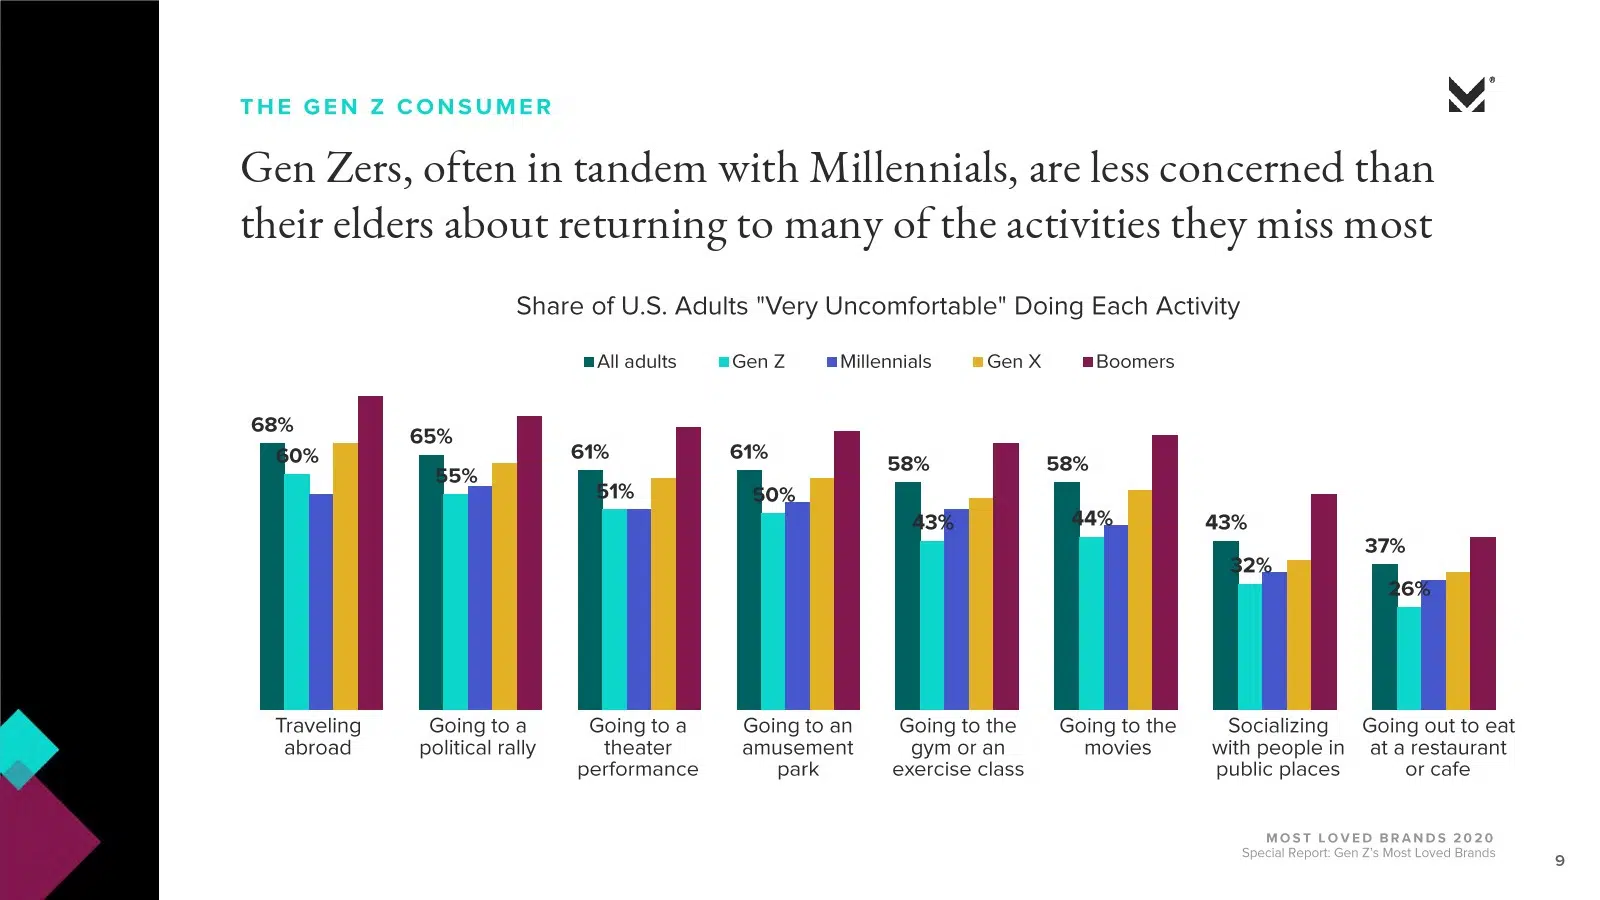 THE GEN Z CONSUMER
®
Gen Zers, often in tandem with Millennials, are less concerned than
their elders about returning to many of the activities they miss most
Share of U.S. Adults "Very Uncomfortable" Doing Each Activity
All adults Gen Z Millennials Gen X Boomers
68% 60%
65% 55%
61% 51%
61% 50%
58% 43%
58% 44%
43% 32%
37% 26%
Traveling
abroad
Going to a
political rally
Going to a
theater
performance
Going to an
amusement
park
Going to the
gym or an
exercise class
Going to the
movies
Socializing
with people in
public places
Going out to eat
at a restaurant
or cafe
MOST LOVED BRANDS 2020
Special Report: Gen Z's Most Loved Brands
9